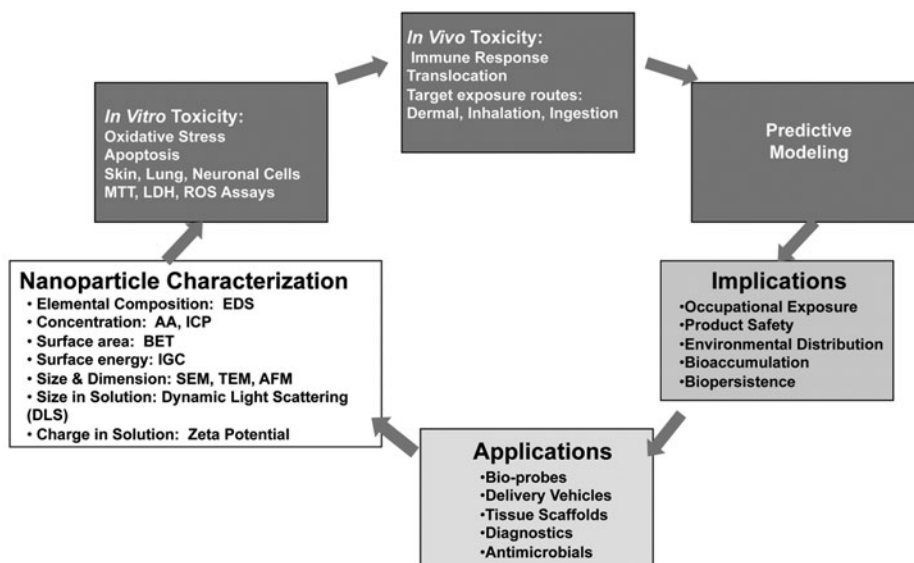 In Vivo Toxicity:
Immune Response
Translocation
Target exposure routes:
Dermal, Inhalation, Ingestion
In Vitro Toxicity:
Oxidative Stress
Apoptosis
Skin, Lung, Neuronal Cells
MTT, LDH, ROS Assays
Predictive
Modeling
Nanoparticle Characterization
• Elemental Composition: EDS
• Concentration: AA, ICP
• Surface area: BET
• Surface energy: IGC
• Size & Dimension: SEM, TEM, AFM
• Size in Solution: Dynamic Light Scattering
(DLS)
• Charge in Solution: Zeta Potential
Implications
•Occupational Exposure
•Product Safety
•Environmental Distribution
•Bioaccumulation
•Biopersistence
Applications
•Bio-probes
•Delivery Vehicles
•Tissue Scaffolds
•Diagnostics
•Antimicrobials